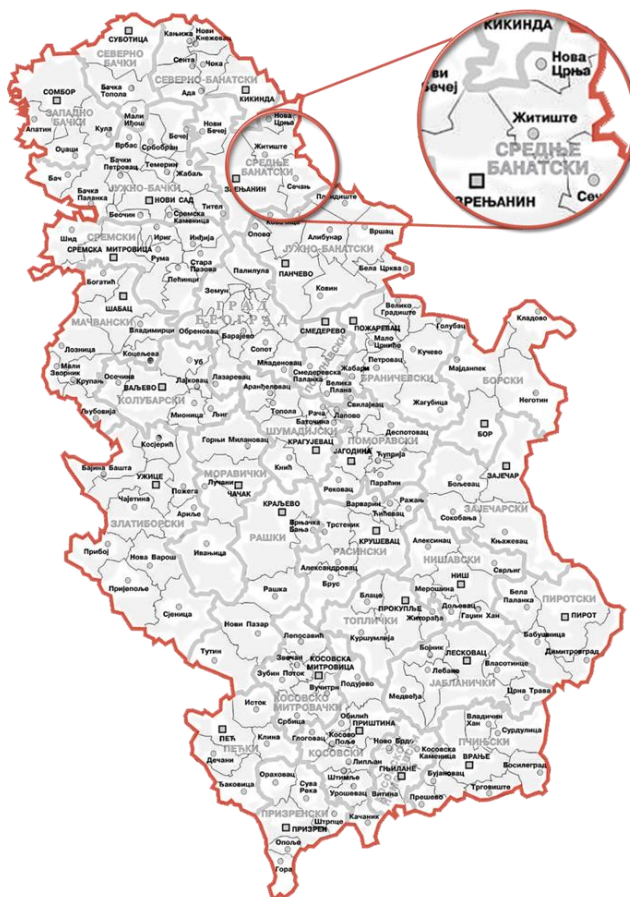 СУБОТИЦА
Кањижа
Нови
Кнежевац
СЕВЕРНО
БАЧКИ
Сента
Чока
СЕВЕРНО-БАНАТСКИ
Бачка
Топола
Ада
КИКИНДА
СОМБОР
ЗАПАДНО
БАЧКИ
Апатин
Кула
Оџаци
Мали
Иђош
Врбас
Србобран
Бечеј
Нови
Бечеј
Нова
Црња
Житиште
СРЕДЊЕ
БАНАТСКИ
ЗРЕЊАНИН
Сечањ
Бач
Бачки
Петровац
Темерин
Жабаљ
ЈУЖНО-БАЧКИ
Бачка
Паланка
НОВИ САД
Тител
Беочин
Сремска
Каменица
Пландиште
Ковачица
Шид
СРЕМСКИ
Ириг
Инђија
СРЕМСКА МИТРОВИЦА
Рума
Стара
Пазова
Пећинци
Опово
Алибунар
Вршац
ЈУЖНО-БАНАТСКИ
Палилула
ПАНЧЕВО
Бела Црква
Ковин
Богатић
ШАБАЦ
МАЧВАНСКИ
Владимирци
Земун
ГРАД
БЕОГРАД
Обреновац
Барајево
Сопот
СМЕДЕРЕВО
ПОЖАРЕВАЦ
Велико
Градиште
Голубац
Мало
Црниће
Кладово
Лозница
Мали
Зворник
Крупањ
Коцељева
Осечина
Уб
ВАЉЕВО
Лајковац
КОЛУБАРСКИ
Љубовија
Мионица
Љиг
Лазаревац
Младеновац
Аранђеловац
Смедеревска
Паланка
Велика
Плана
Жабари
Петровац
Кучево
БРАНИЧЕВСКИ
Мајданпек
БОРСКИ
Неготин
Жагубица
Топола
Рача
Баточина
Лапово
Свилајнац
ШУМАДИЈСКИ
КРАГУЈЕВАЦ
ПОМОРАВСКИ
Деспотовац
БОР
Косјерић
Горњи Милановац
Бајина Башта
УЖИЦЕ
Пожега
МОРАВИЧКИ
Лучани
ЧАЧАК
Кнић
ЈАГОДИНА
Ћуприја
Параћин
Рековац
ЗАЈЕЧАР
Бољевац
ЗАЈЕЧАРСКИ
Чајетина
Ариље
ЗЛАТИБОРСКИ
КРАЉЕВО
Врњачка
Бања
РАШКИ
Трстеник
Варварин
Ражањ
Ћићевац
КРУШЕВАЦ
РАСИНСКИ
Сокобања
Књажевац
Прибој
Нова Варош
Ивањица
Александровац
Брус
Алексинац
НИШАВСКИ
Сврљиг
Пријепоље
Рашка
Блаце
ПРОКУПЉЕ
Мерошина
НИШ
Дољевац
Гаџин Хан
Житорађа
Бела
Паланка
ПИРОТСКИ
ПИРОТ
Сјеница
Нови Пазар
Тутин
ТОПЛИЧКИ
Куршумлија
Бојник
ЛЕСКОВАЦ
Лебане
Бабушница
Димитровград
Власотинце
ЈАБЛАНИЧКИ
Медвеђа
Црна Трава
Лепосавић
Звечан
Зубин Поток
КОСОВСКА
МИТРОВИЦА
Вучитрн
Подујево
КОСОВСКО
МИТРОВАЧКИ
Исток
Србица
Обилић
ПРИШТИНА
ПЕЋ
ПЕЋКИ
Клина
Глоговац
Косово
Поље
КОСОВСКИ
Ново Брдо
Косовска
Каменица
Владичин
Хан
Сурдулица
ПЧИЊСКИ
ВРАЊЕ
Босилеград
Дечани
Ђаковица
Ораховац
Сува
Река
Липљан
Штимље
Урошевац
ГЊИЛАНЕ
Витина
Бујановац
Прешево
Трговиште
ПРИЗРЕНСКИ
ПРИЗРЕН
Штрпце
Качаник
Опоље
Гора
КИКИНДА
Нова
Црња
ви
Бечеј
Житиште
СРЕДЊЕ
БАНАТСКИ
ЗРЕЊАНИН
Сеч